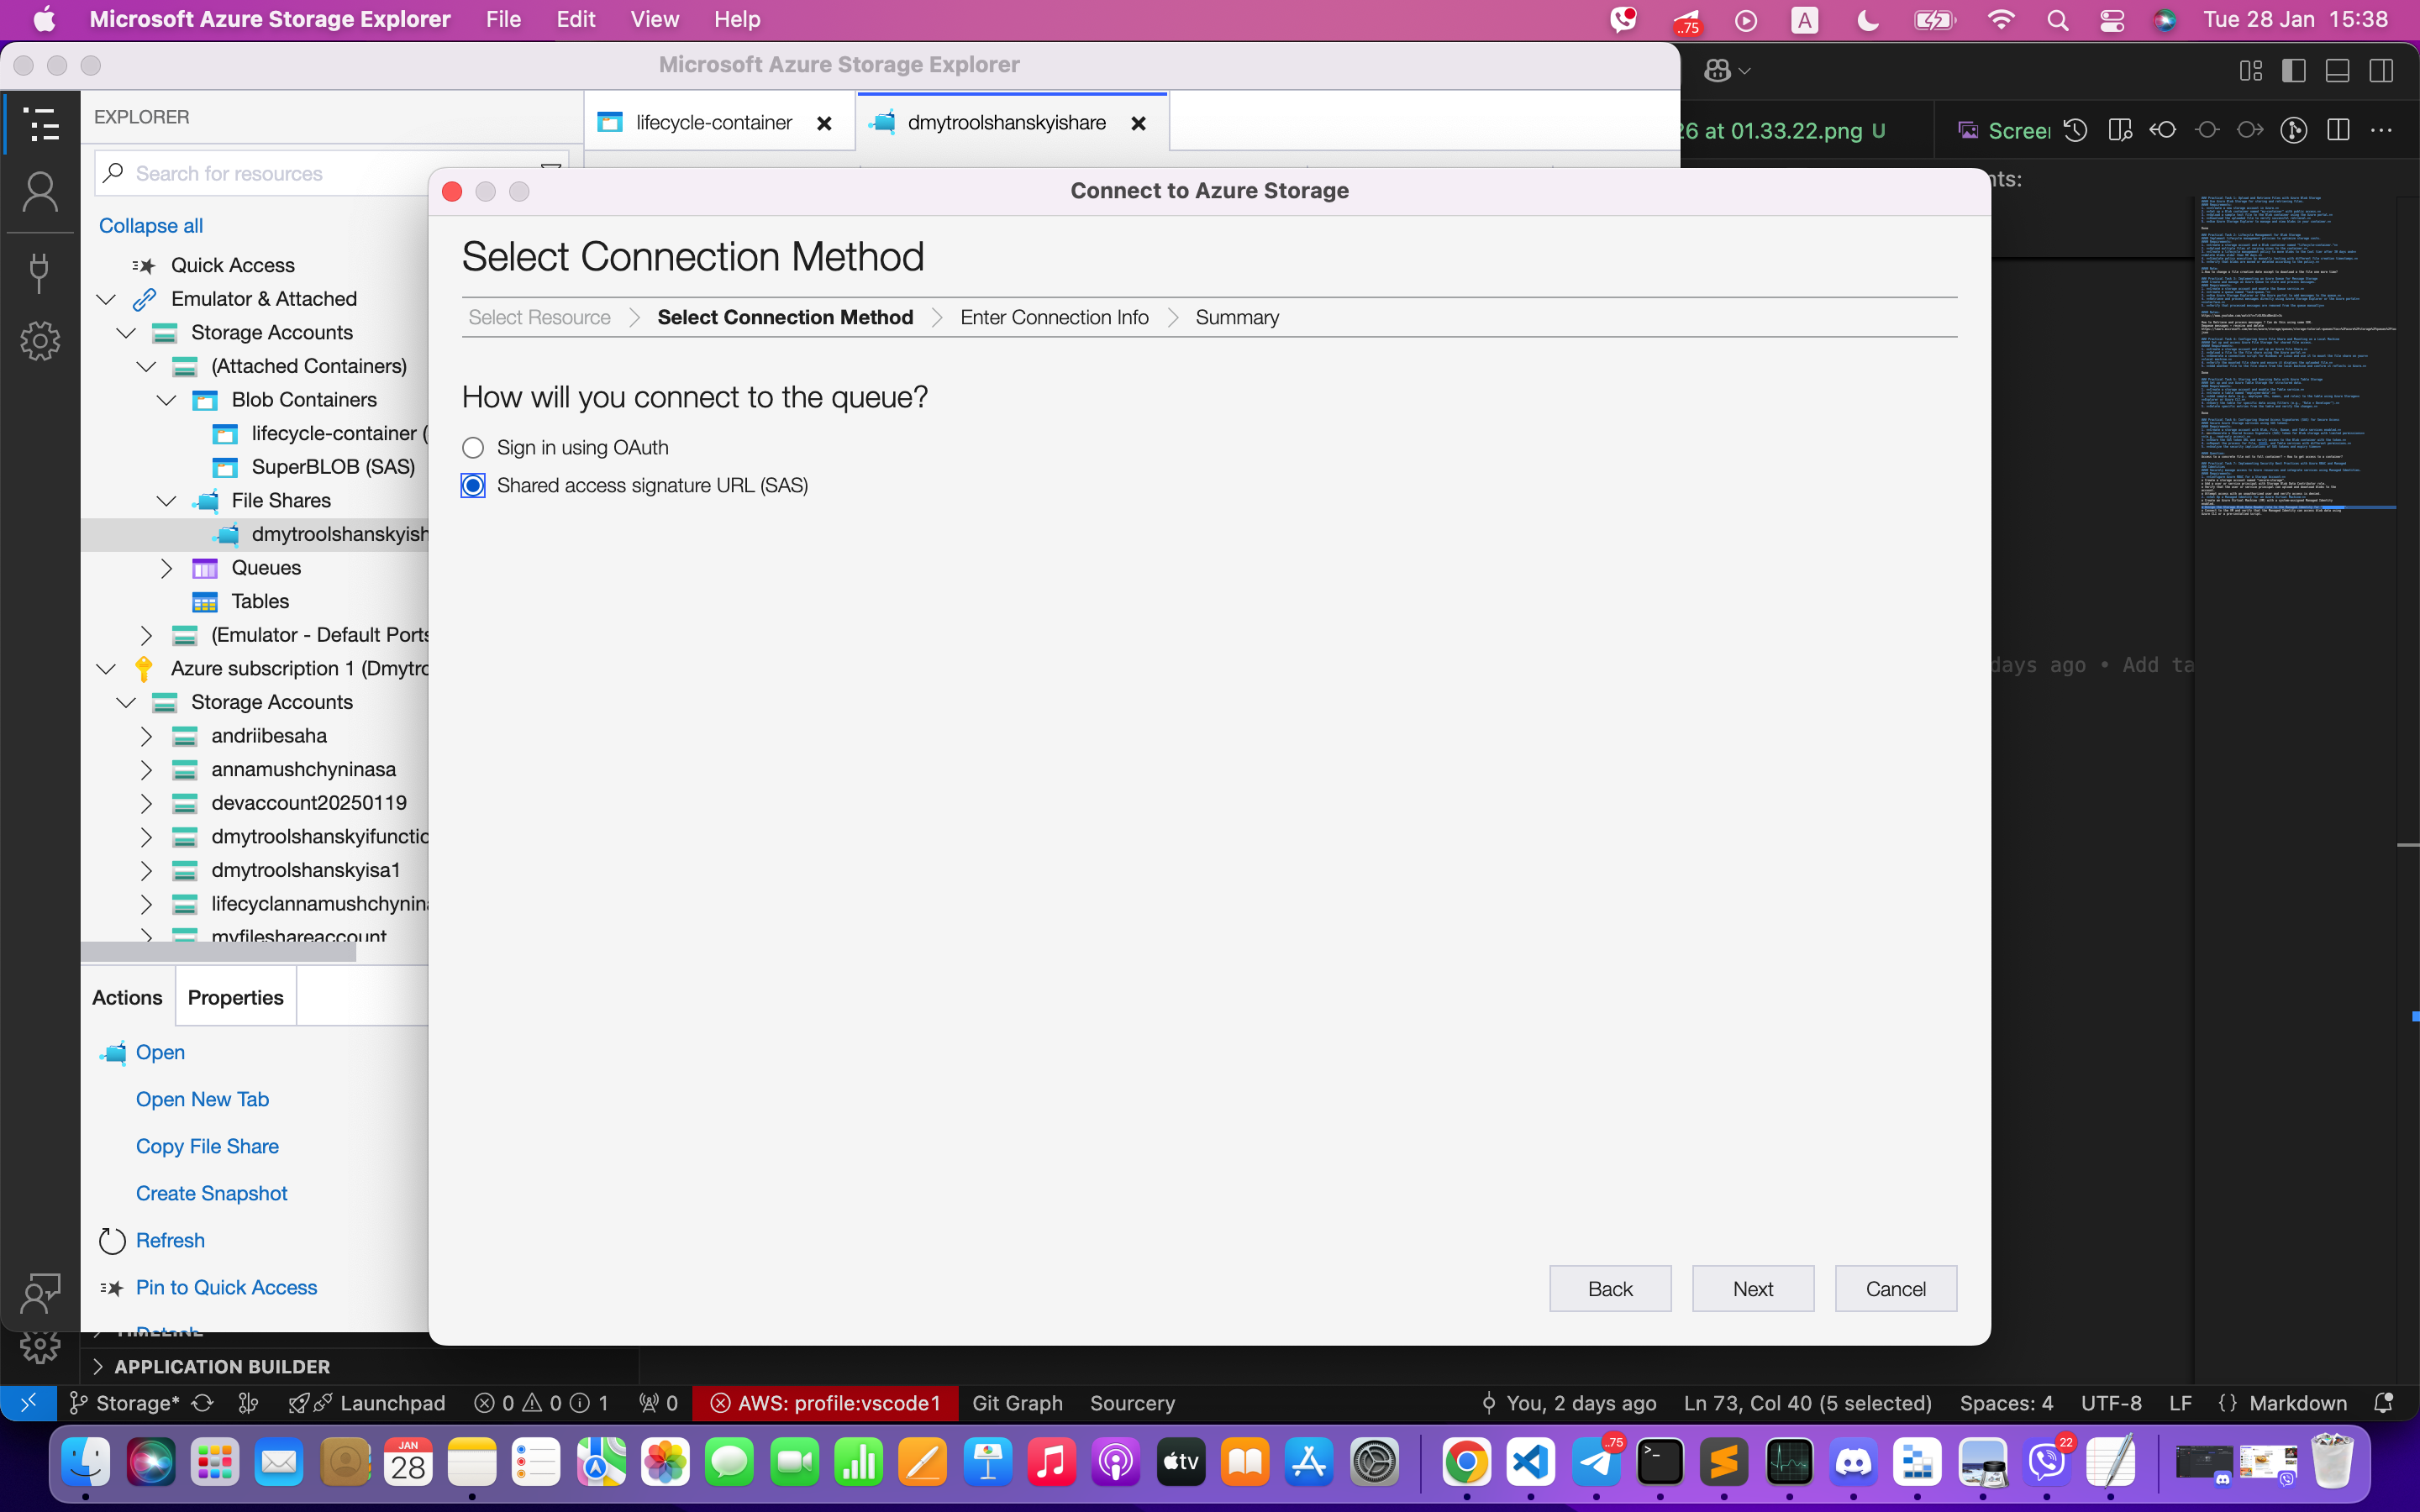 Microsoft Azure Storage Explorer File Edit View Help
..75
A
Tue 28 Jan 15:38
Microsoft Azure Storage Explorer
EXPLORER
lifecycle-container
dmytroolshanskyishare
26 at 01.33.22.png U
Search for resources
Connect to Azure Storage
nts:
Collapse all
Select Connection Method
Quick Access
Emulator & Attached
Select Resource
Select Connection Method
Enter Connection Info
Summary
Storage Accounts
(Attached Containers)
Blob Containers
How will you connect to the queue?
lifecycle-container (
Sign in using OAuth
SuperBLOB (SAS)
Shared access signature URL (SAS)
File Shares
dmytroolshanskyish
Queues
Tables
(Emulator - Default Ports
Azure subscription 1 (Dmytro
days ago • Add ta
Storage Accounts
andriibesaha
annamushchyninasa
devaccount20250119
dmytroolshanskyifunctio
dmytroolshanskyisa1
lifecyclannamushchynin
myfileshareaccount
Actions
Properties
Open
Open New Tab
Copy File Share
Create Snapshot
Refresh
Pin to Quick Access
Detach
Back
Next
Cancel
TIMELINE
APPLICATION BUILDER
Storage*
Launchpad
0 0 1
0
AWS: profile:vscode1
Git Graph
Sourcery
You, 2 days ago
Ln 73, Col 40 (5 selected)
Spaces: 4
UTF-8
LF
{} Markdown
JAN
28
tv
..75
22